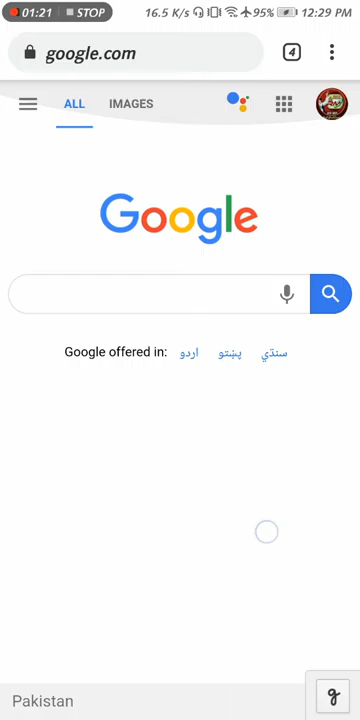 01:21 STOP 16.5 K/s 95% 12:29 PM
google.com 4
ALL IMAGES
Google
Google offered in: اردو پښتو سنڌي
Pakistan
g